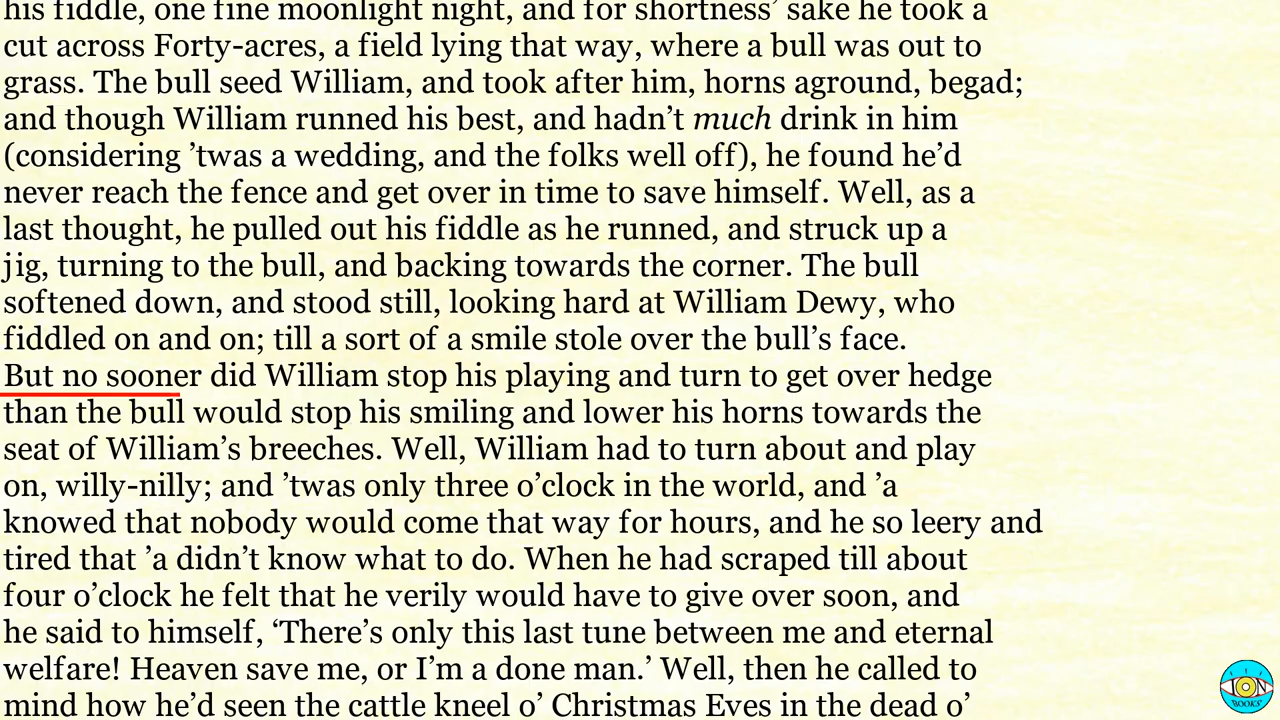 his fiddle, one fine moonlight night, and for shortness’ sake he took a
cut across Forty-acres, a field lying that way, where a bull was out to
grass. The bull seed William, and took after him, horns aground, begad;
and though William runned his best, and hadn’t much drink in him
(considering ’twas a wedding, and the folks well off), he found he’d
never reach the fence and get over in time to save himself. Well, as a
last thought, he pulled out his fiddle as he runned, and struck up a
jig, turning to the bull, and backing towards the corner. The bull
softened down, and stood still, looking hard at William Dewy, who
fiddled on and on; till a sort of a smile stole over the bull’s face.
But no sooner did William stop his playing and turn to get over hedge
than the bull would stop his smiling and lower his horns towards the
seat of William’s breeches. Well, William had to turn about and play
on, willy-nilly; and ’twas only three o’clock in the world, and ’a
knowed that nobody would come that way for hours, and he so leery and
tired that ’a didn’t know what to do. When he had scraped till about
four o’clock he felt that he verily would have to give over soon, and
he said to himself, ‘There’s only this last tune between me and eternal
welfare! Heaven save me, or I’m a done man.’ Well, then he called to
mind how he’d seen the cattle kneel o’ Christmas Eves in the dead o’
ION
BOOKS